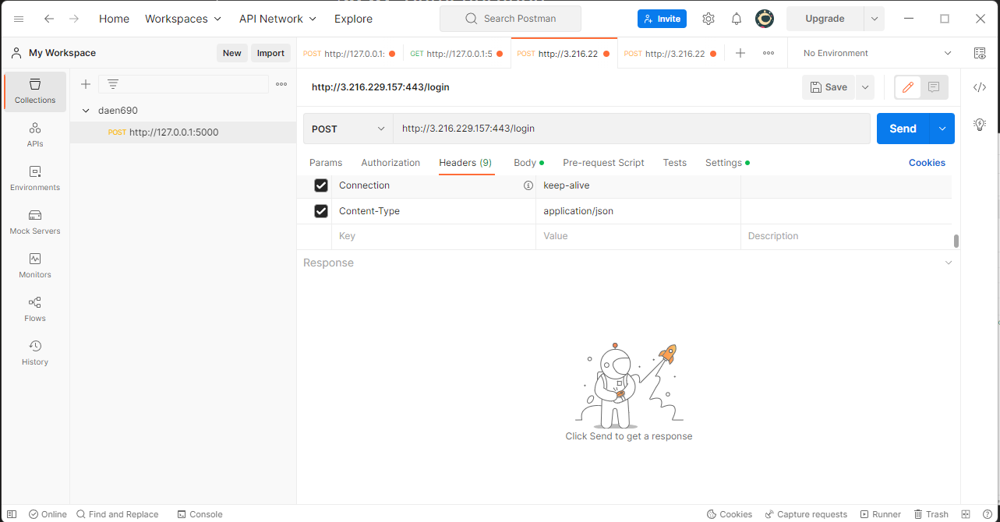 Home Workspaces API Network Explore Search Postman Invite Upgrade
My Workspace New Import POST http://127.0.0.1: GET http://127.0.0.1:5 POST http://3.216.22 POST http://3.216.22 No Environment
Collections
APIs
Environments
Mock Servers
Monitors
Flows
History
daen690
POST http://127.0.0.1:5000
http://3.216.229.157:443/login Save
POST http://3.216.229.157:443/login Send
Params Authorization Headers (9) Body Pre-request Script Tests Settings Cookies
Connection keep-alive
Content-Type application/json
Key Value Description
Response
Click Send to get a response
Online Find and Replace Console Cookies Capture requests Runner Trash